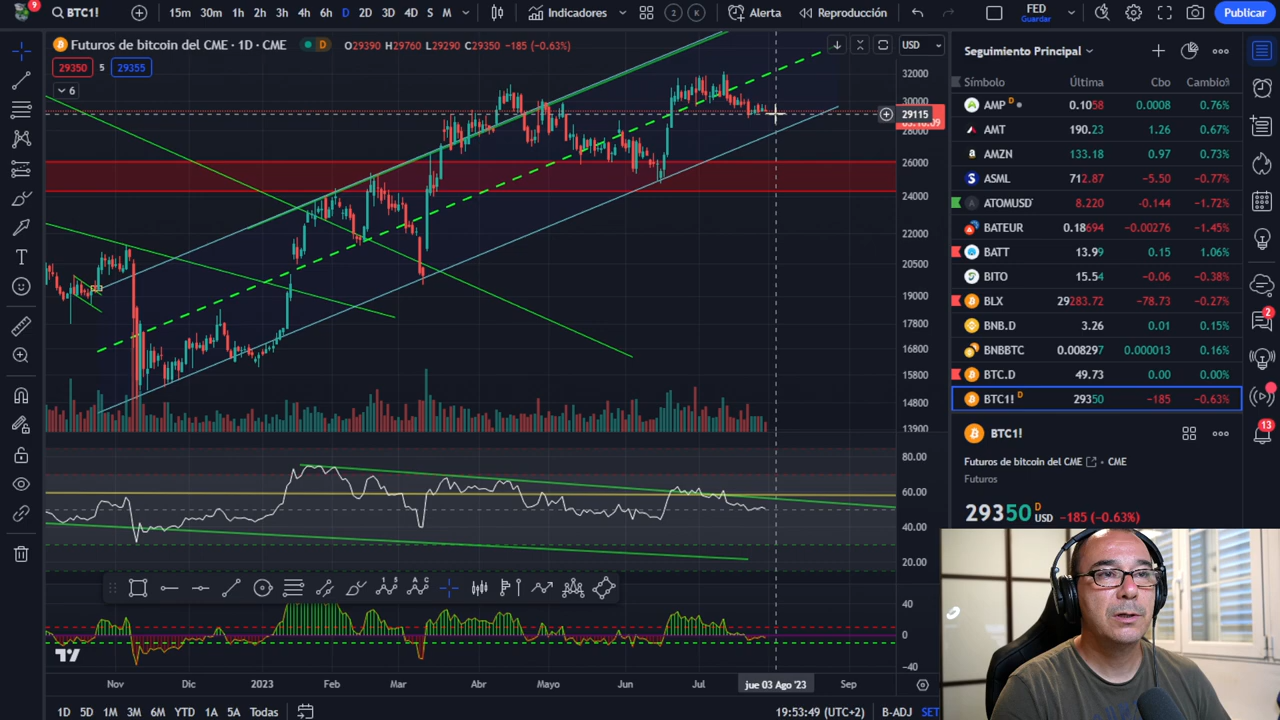 9 BTC1! 15m 30m 1h 2h 3h 4h 6h D 2D 3D 4D S M Indicadores 2 K Alerta Reproducción FED Guardar Publicar
Futuros de bitcoin del CME · 1D · CME D O29390 H29760 L29290 C29350 −185 (−0.63%)
29350 5 29355
6
USD
32000
30000
29115
28000
26000
24000
22000
20500
19000
17800
16800
15800
14800
13900
80.00
60.00
40.00
20.00
40
0
−40
Nov Dic 2023 Feb Mar Abr Mayo Jun Jul jue 03 Ago '23 Sep
1D 5D 1M 3M 6M YTD 1A 5A Todas 19:53:49 (UTC+2) B-ADJ SET
Seguimiento Principal
Símbolo Última Cbo Cambio%
AMP D 0.1058 0.0008 0.76%
AMT 190.23 1.26 0.67%
AMZN 133.18 0.97 0.73%
ASML 712.87 −5.50 −0.77%
ATOMUSD 8.220 −0.144 −1.72%
BATEUR 0.18694 −0.00276 −1.45%
BATT 13.99 0.15 1.06%
BITO 15.54 −0.06 −0.38%
BLX 29283.72 −78.73 −0.27%
BNB.D 3.26 0.01 0.15%
BNBBTC 0.008297 0.000013 0.16%
BTC.D 49.73 0.00 0.00%
BTC1! D 29350 −185 −0.63%
BTC1!
Futuros de bitcoin del CME · CME
Futuros
29350 D USD −185 (−0.63%)
2
13